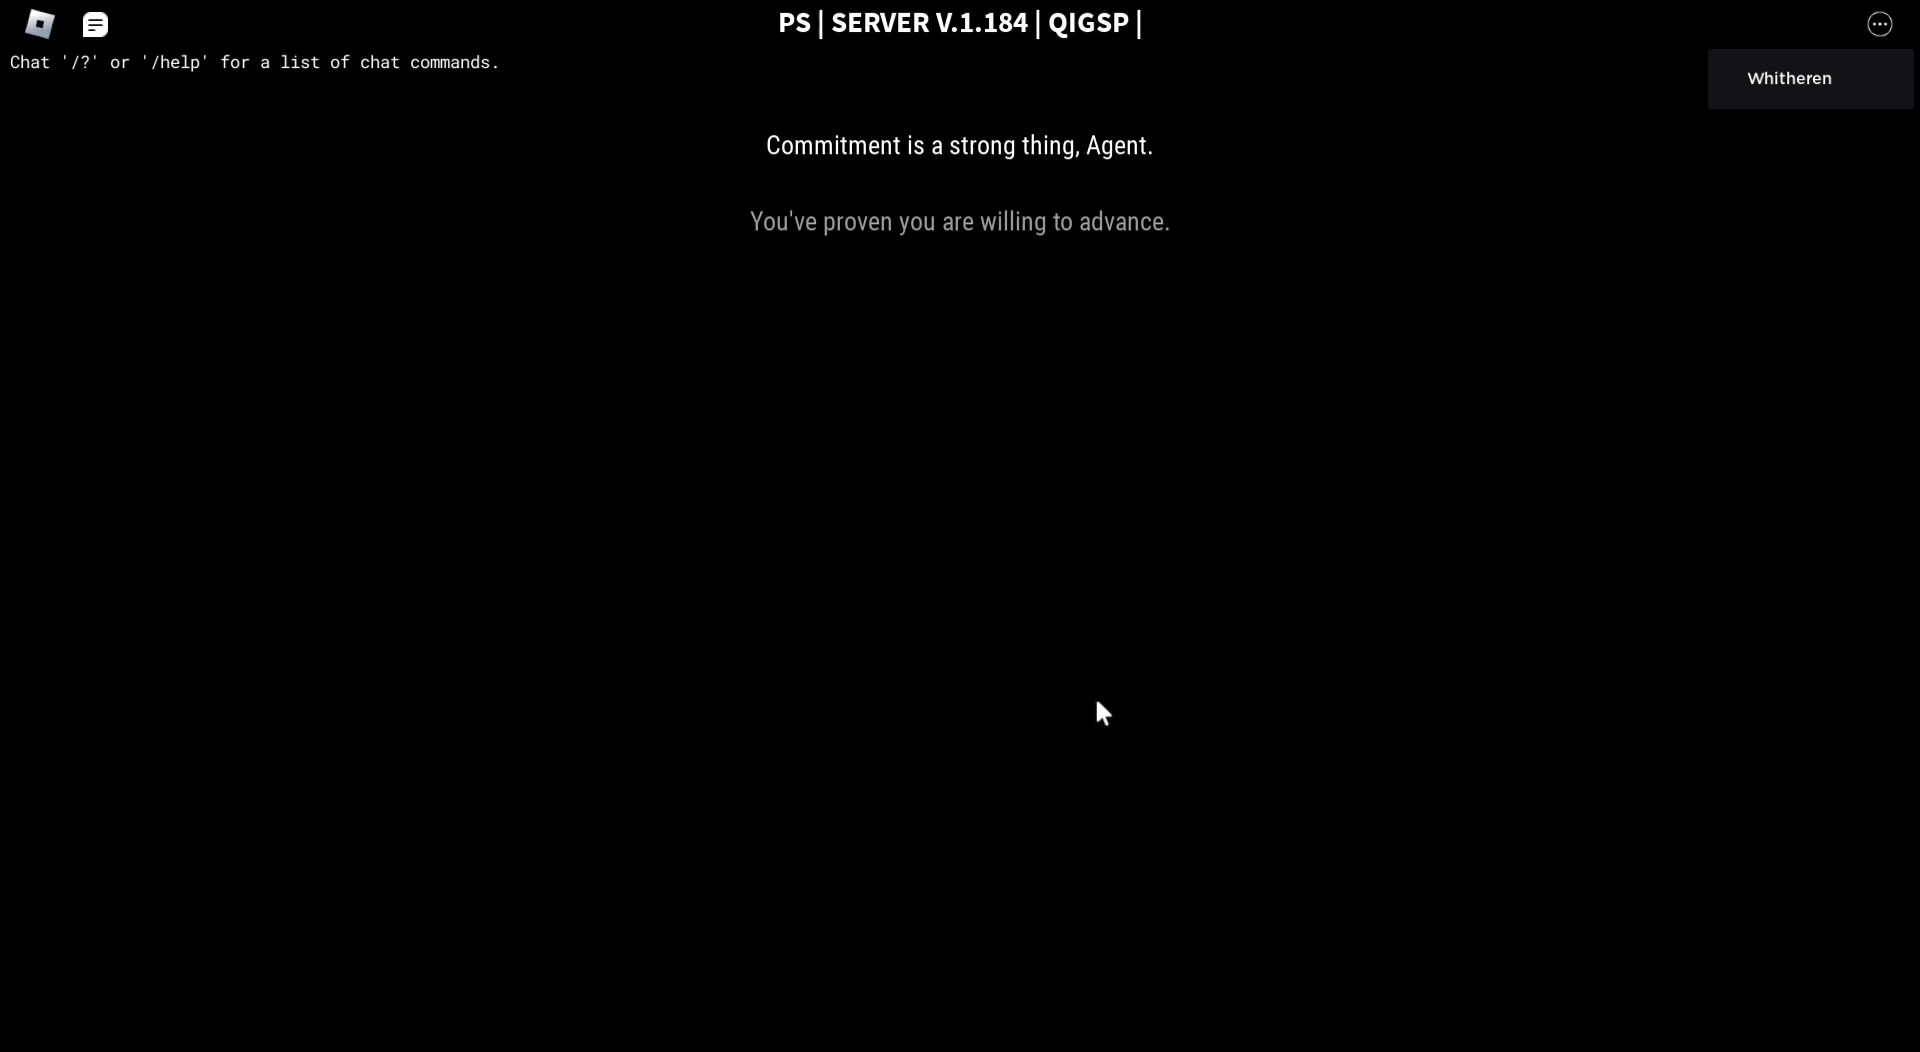 PS | SERVER V.1.184 | QIGSP |
Chat '/?' or '/help' for a list of chat commands.
Whitheren
Commitment is a strong thing, Agent.
You've proven you are willing to advance.